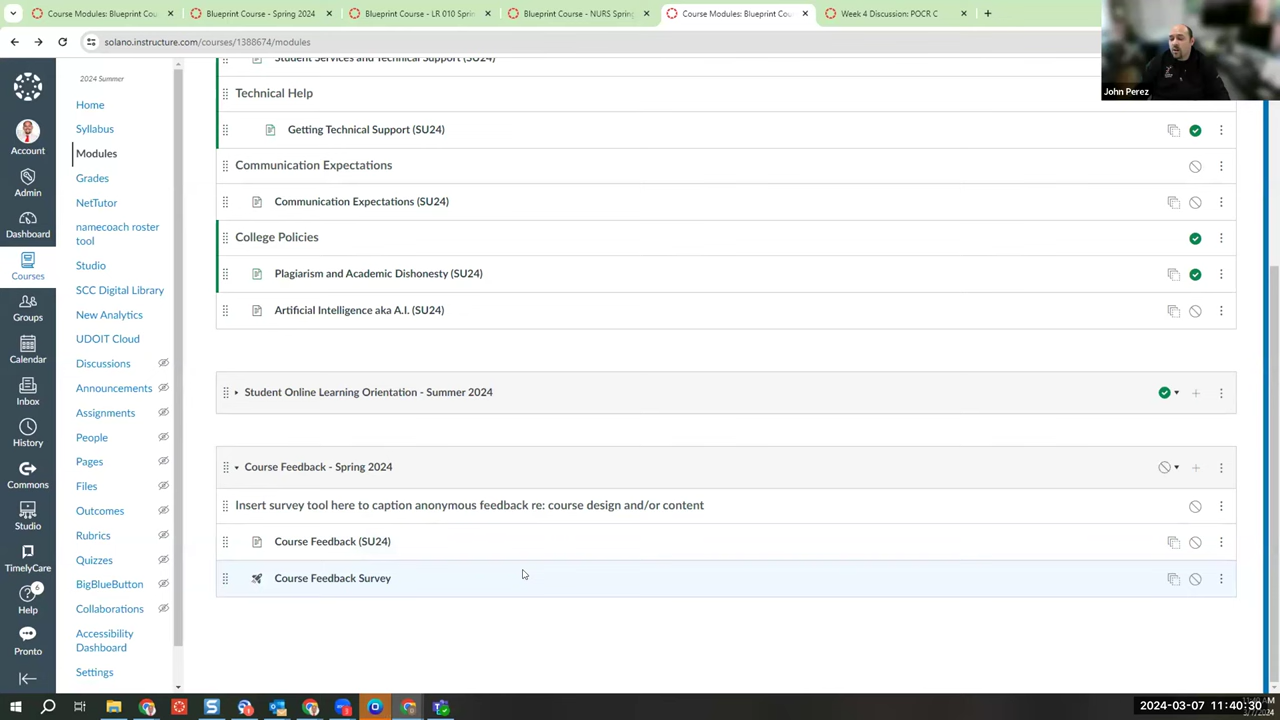 Course Modules: Blueprint Cou
Blueprint Course - Spring 2024
Blueprint Course - LR 010 Sprin
Blueprint Course - NURS Spring
Course Modules: Blueprint Cou
Week 4 Discussion: POCR C
solano.instructure.com/courses/1388674/modules
John Perez
Account
Admin
Dashboard
Courses
Groups
Calendar
Inbox
History
Commons
Studio
TimelyCare
6
Help
Pronto
2024 Summer
Home
Syllabus
Modules
Grades
NetTutor
namecoach roster
tool
Studio
SCC Digital Library
New Analytics
UDOIT Cloud
Discussions
Announcements
Assignments
People
Pages
Files
Outcomes
Rubrics
Quizzes
BigBlueButton
Collaborations
Accessibility
Dashboard
Settings
Student Services and Technical Support (SU24)
Technical Help
Getting Technical Support (SU24)
Communication Expectations
Communication Expectations (SU24)
College Policies
Plagiarism and Academic Dishonesty (SU24)
Artificial Intelligence aka A.I. (SU24)
Student Online Learning Orientation - Summer 2024
Course Feedback - Spring 2024
Insert survey tool here to caption anonymous feedback re: course design and/or content
Course Feedback (SU24)
Course Feedback Survey
2024-03-07 11:40:30